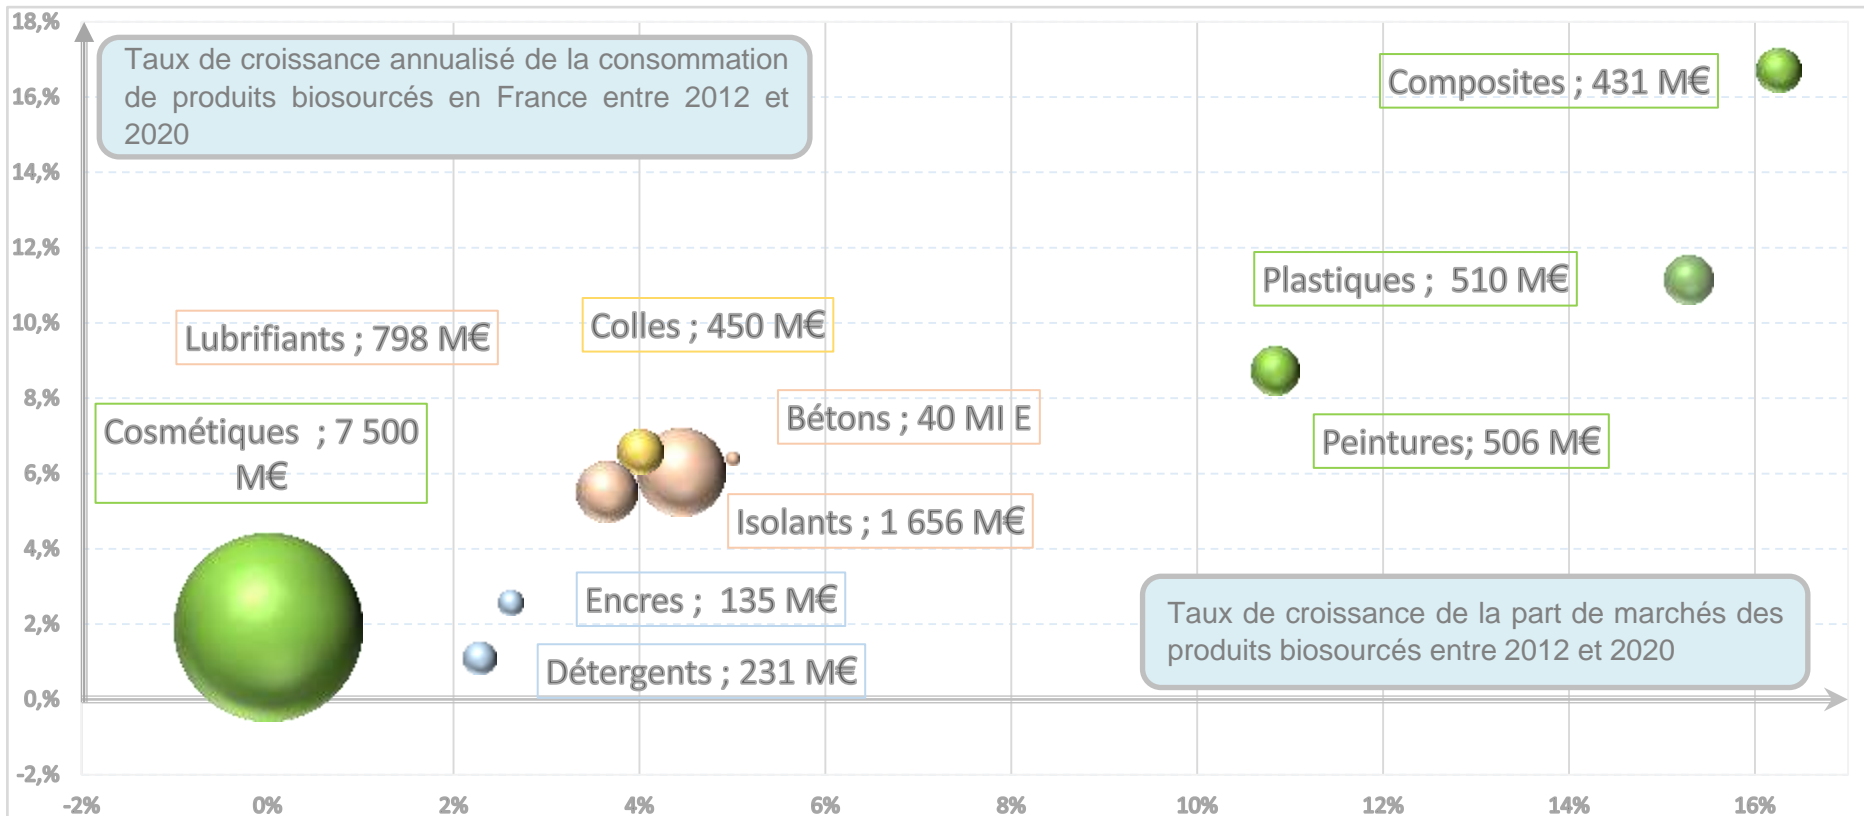 18,%
16,%
14,%
12,%
10,%
8,%
6,%
4,%
2,%
0,%
-2,%
Taux de croissance annualisé de la consommation
de produits biosourcés en France entre 2012 et
2020
Composites ; 431 M€
Plastiques ; 510 M€
Colles ; 450 M€
Lubrifiants ; 798 M€
Bétons ; 40 MI E
Cosmétiques ; 7 500
M€
Peintures; 506 M€
Isolants ; 1 656 M€
Encres ; 135 M€
Détergents ; 231 M€
Taux de croissance de la part de marchés des
produits biosourcés entre 2012 et 2020
-2% 0% 2% 4% 6% 8% 10% 12% 14% 16%